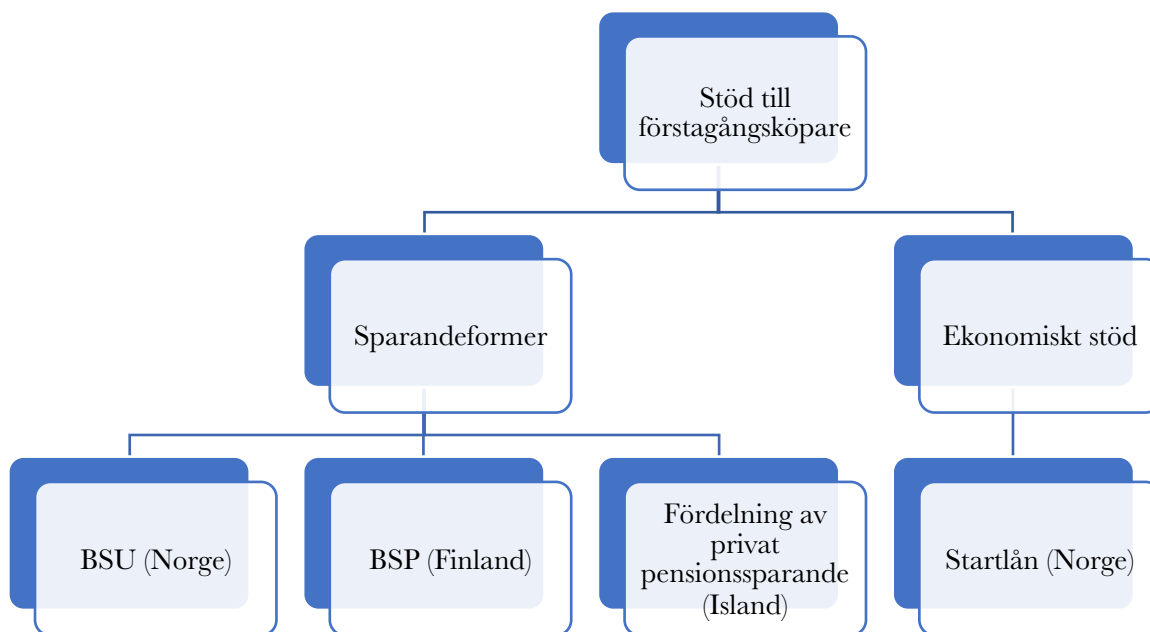 Stöd till
förstagångsköpare
Sparandeformer
Ekonomiskt stöd
BSU (Norge)
BSP (Finland)
Fördelning av
privat
pensionssparande
(Island)
Startlån (Norge)